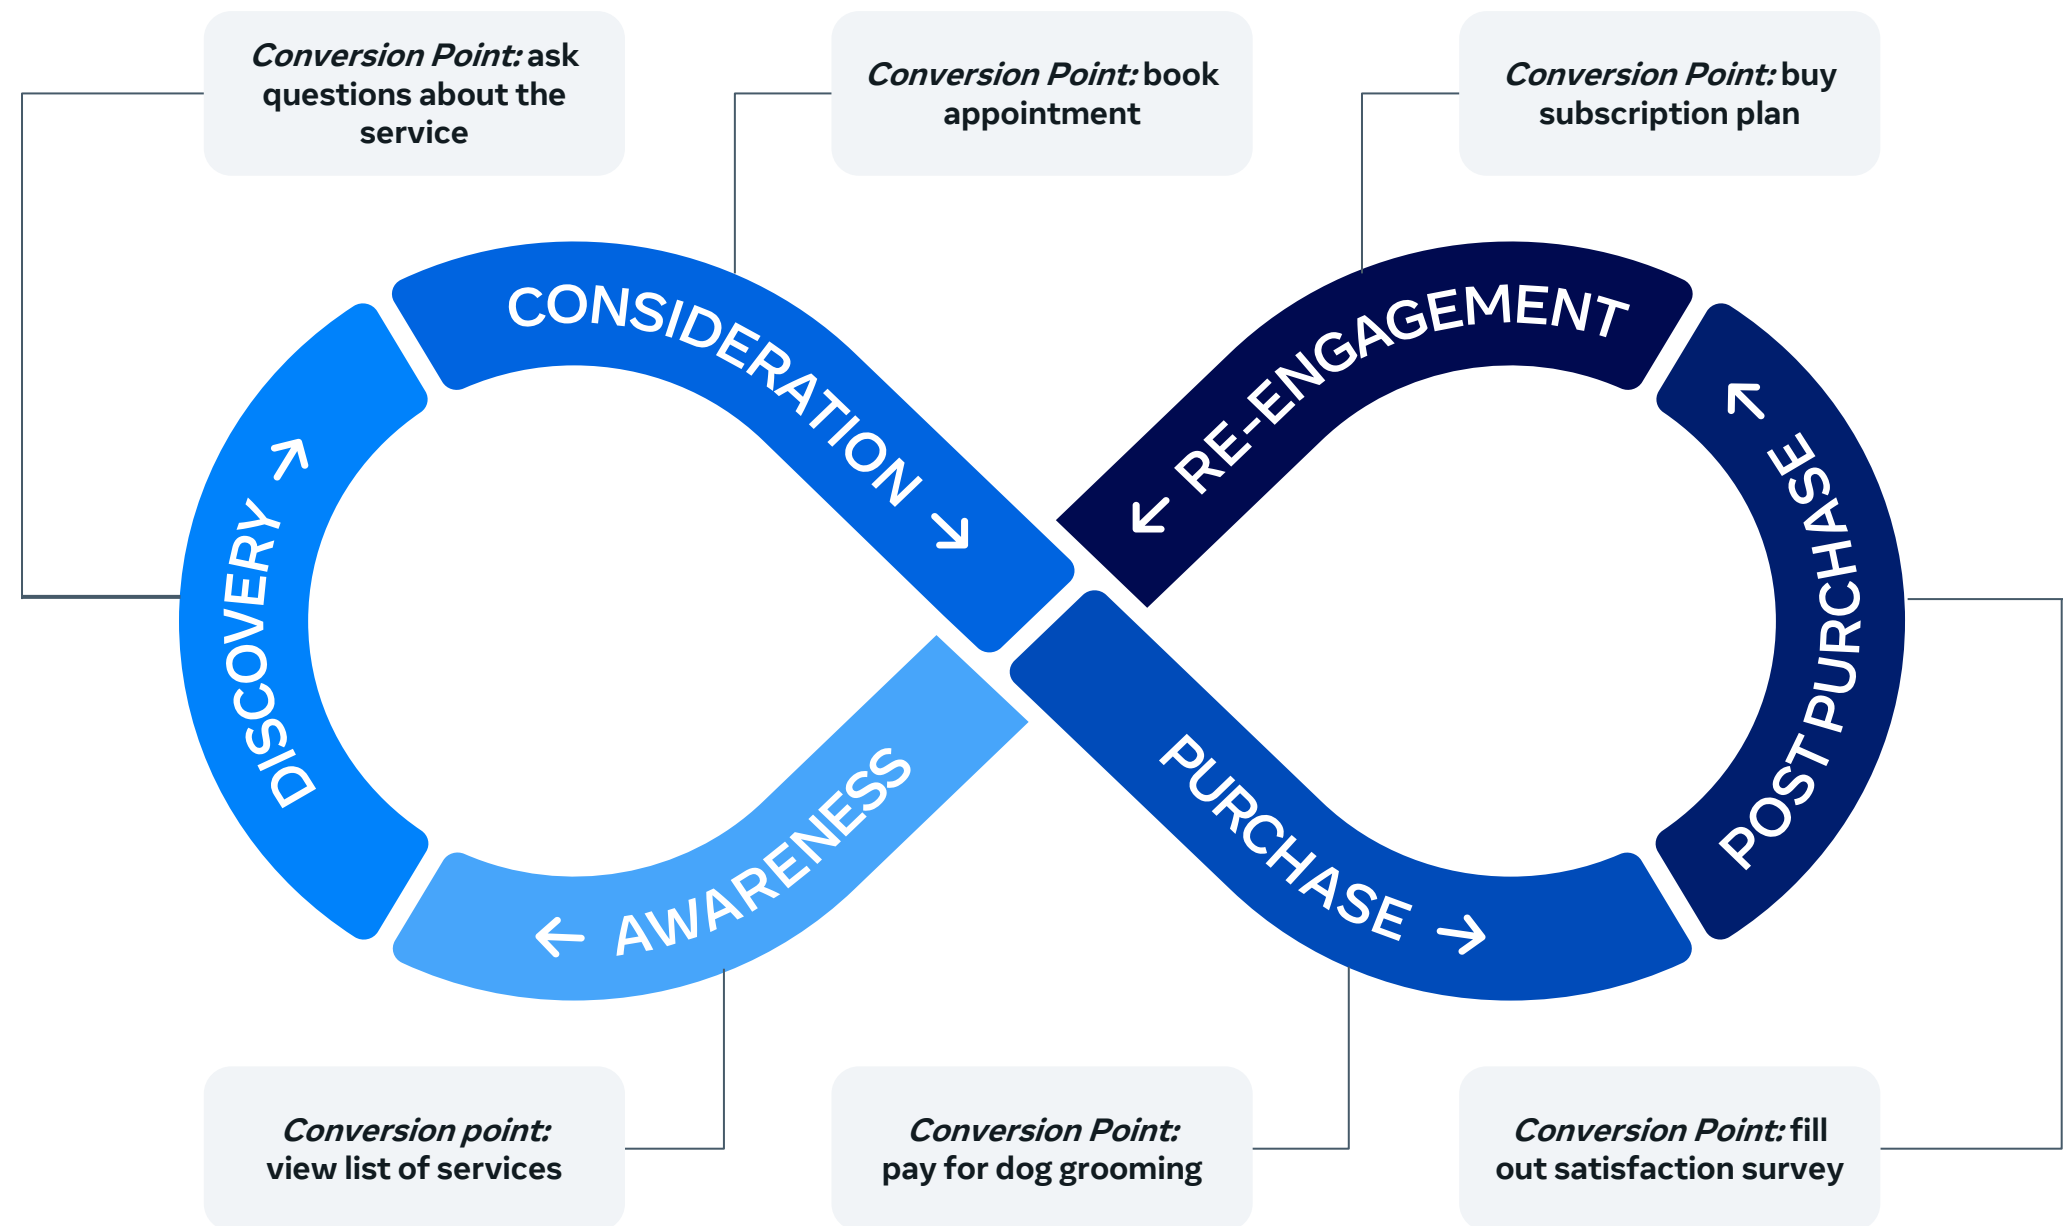 Conversion Point: ask
questions about the
service
Conversion Point: book
appointment
Conversion Point: buy
subscription plan
CONSIDERATION →
← RE-ENGAGEMENT
DISCOVERY →
POST PURCHASE →
← AWARENESS
PURCHASE →
Conversion point:
view list of services
Conversion Point:
pay for dog grooming
Conversion Point: fill
out satisfaction survey